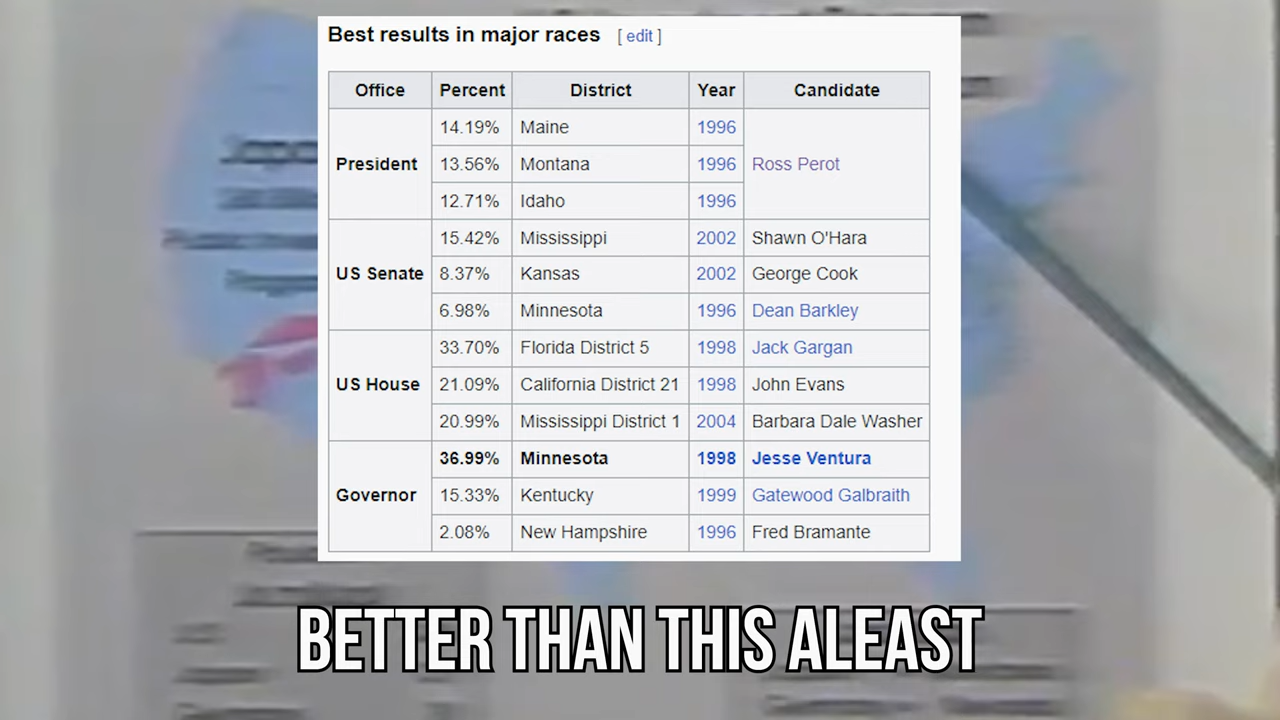 Best results in major races [ edit ]
Office Percent District Year Candidate
President 14.19% Maine 1996 Ross Perot
13.56% Montana 1996
12.71% Idaho 1996
US Senate 15.42% Mississippi 2002 Shawn O'Hara
8.37% Kansas 2002 George Cook
6.98% Minnesota 1996 Dean Barkley
US House 33.70% Florida District 5 1998 Jack Gargan
21.09% California District 21 1998 John Evans
20.99% Mississippi District 1 2004 Barbara Dale Washer
Governor 36.99% Minnesota 1998 Jesse Ventura
15.33% Kentucky 1999 Gatewood Galbraith
2.08% New Hampshire 1996 Fred Bramante
BETTER THAN THIS ALEAST